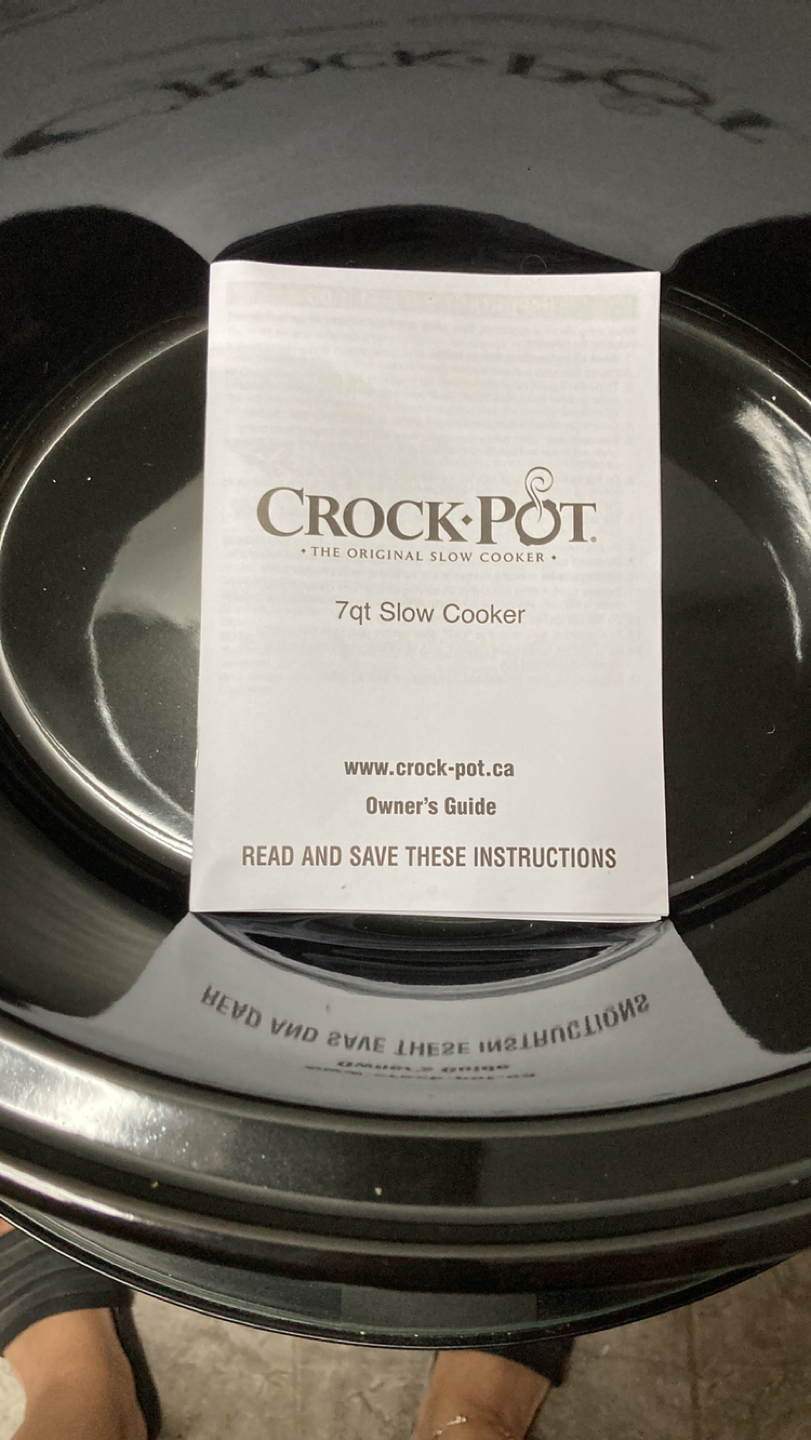 CROCK·POT®
• THE ORIGINAL SLOW COOKER •
7qt Slow Cooker
www.crock-pot.ca
Owner's Guide
READ AND SAVE THESE INSTRUCTIONS